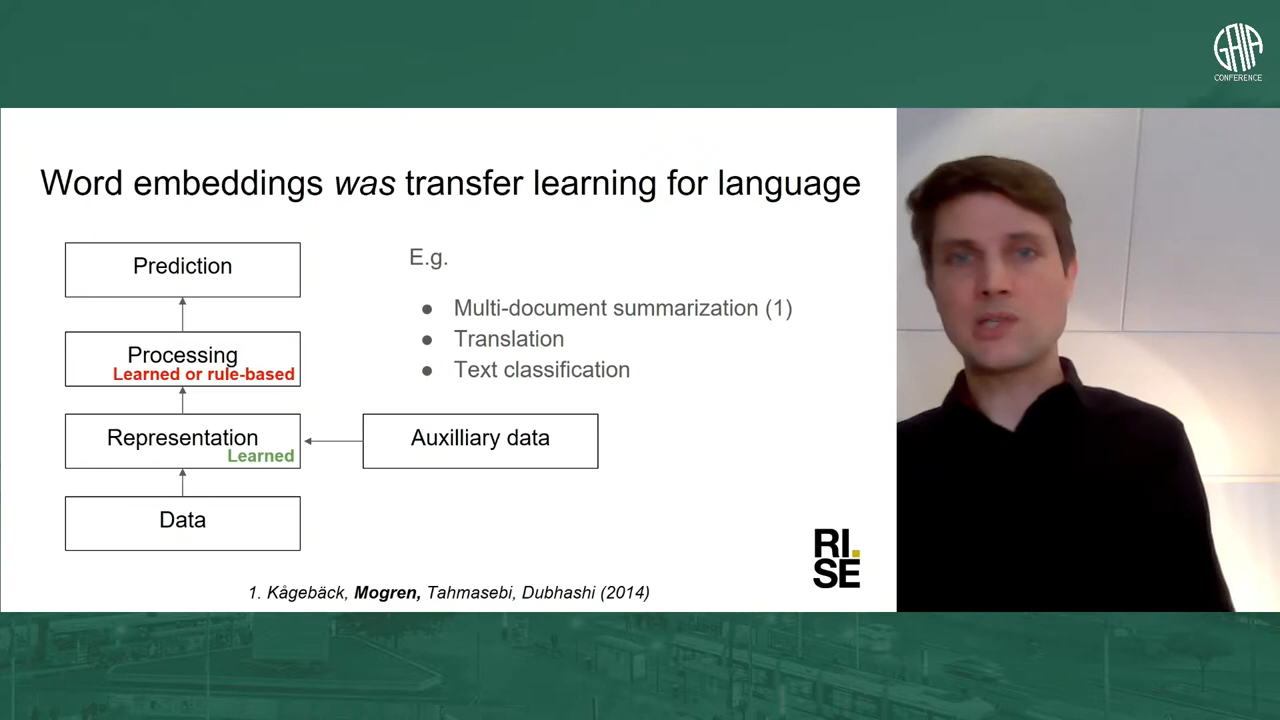 GAIA
CONFERENCE
Word embeddings was transfer learning for language
Prediction
Processing
Learned or rule-based
Representation
Learned
Data
Auxilliary data
E.g.
● Multi-document summarization (1)
● Translation
● Text classification
RI.
SE
1. Kågebäck, Mogren, Tahmasebi, Dubhashi (2014)